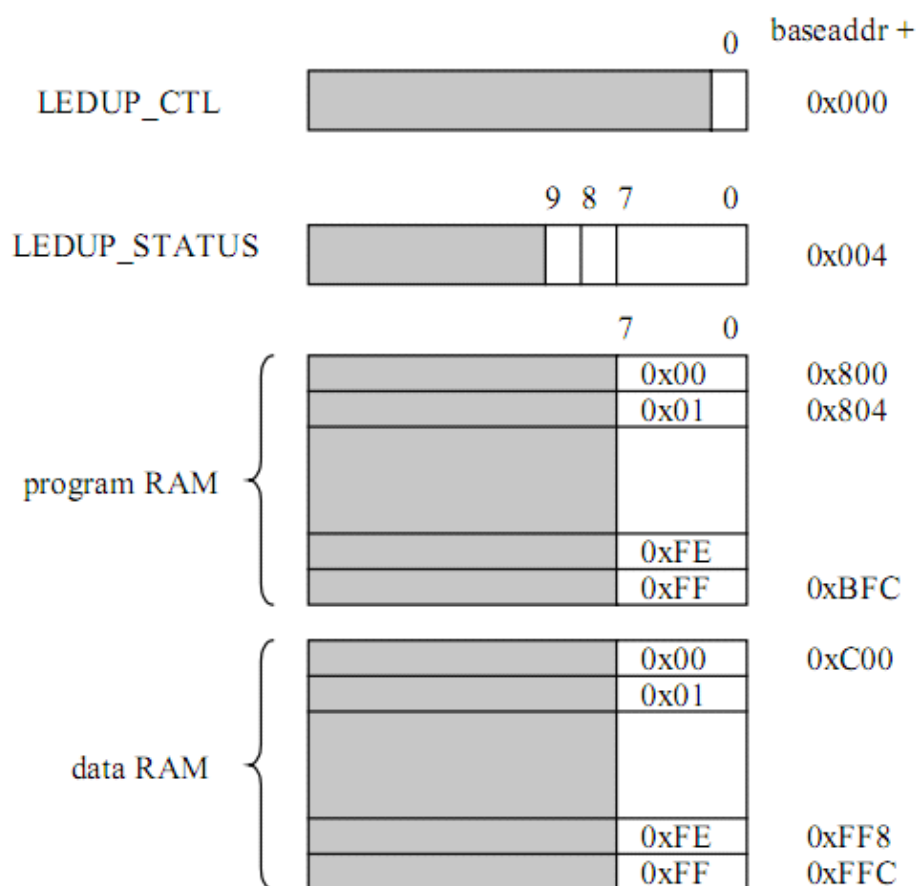 0 baseaddr +
LEDUP_CTL 0x000
9 8 7 0
LEDUP_STATUS 0x004
7 0
0x00 0x800
0x01 0x804
program RAM
0xFE
0xFF 0xBFC
0x00 0xC00
0x01
data RAM
0xFE 0xFF8
0xFF 0xFFC